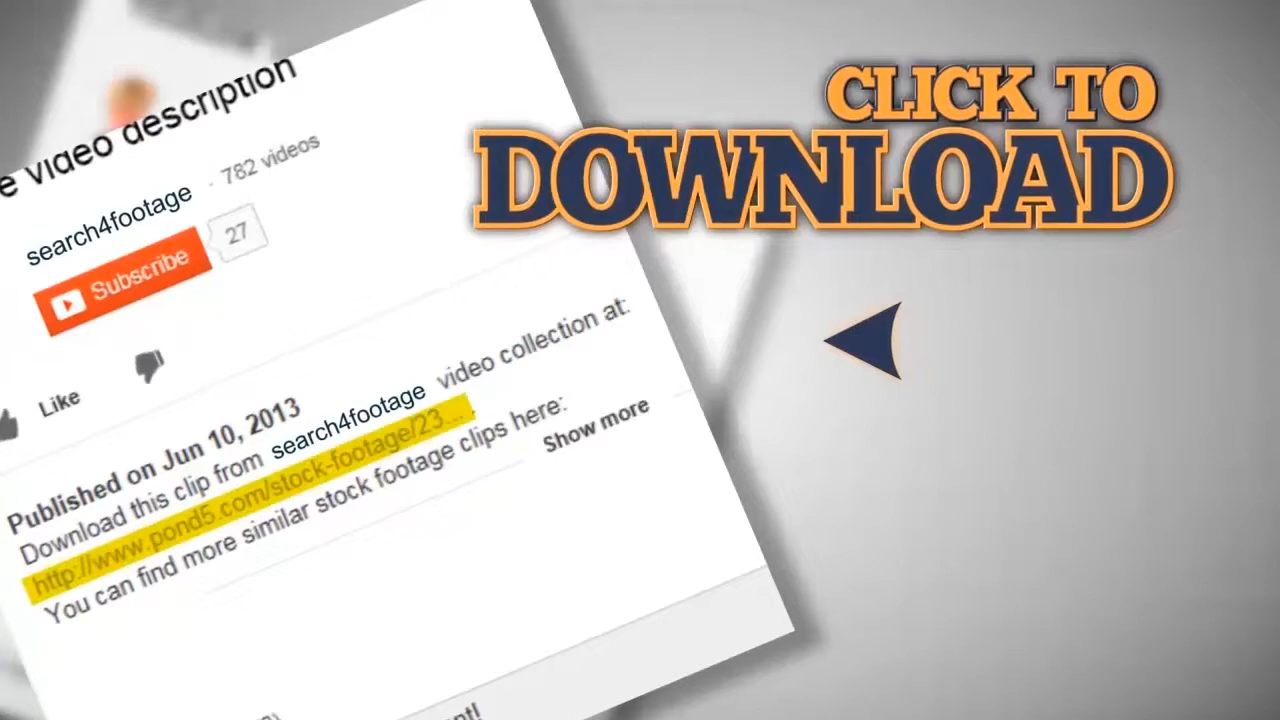 e video description
search4footage · 782 videos
Subscribe 27
Like
Published on Jun 10, 2013
Download this clip from search4footage video collection at:
http://www.pond5.com/stock-footage/23... .
You can find more similar stock footage clips here:
Show more
CLICK TO
DOWNLOAD